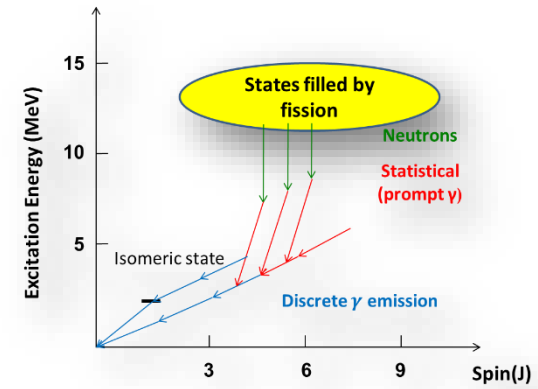 Excitation Energy (MeV)
15
10
5
States filled by
fission
Neutrons
Statistical
(prompt γ)
Isomeric state
Discrete γ emission
3
6
9
Spin(J)